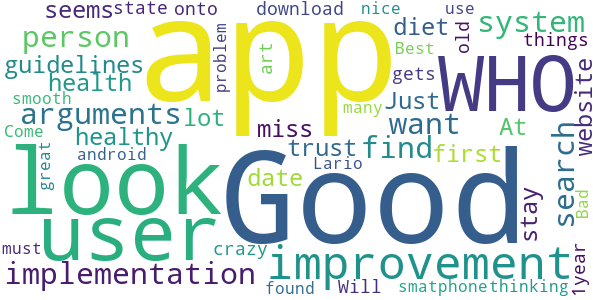 seems state onto download nice use
person app diet system
guidelines problem art gets Best old things
health WHO website
smooth many Just
arguments lot miss want At search
healthy trust find first
Come android Lario
great look Good date stay Bad
user improvement 1year
must crazy
implementation found Will smatphonethinking